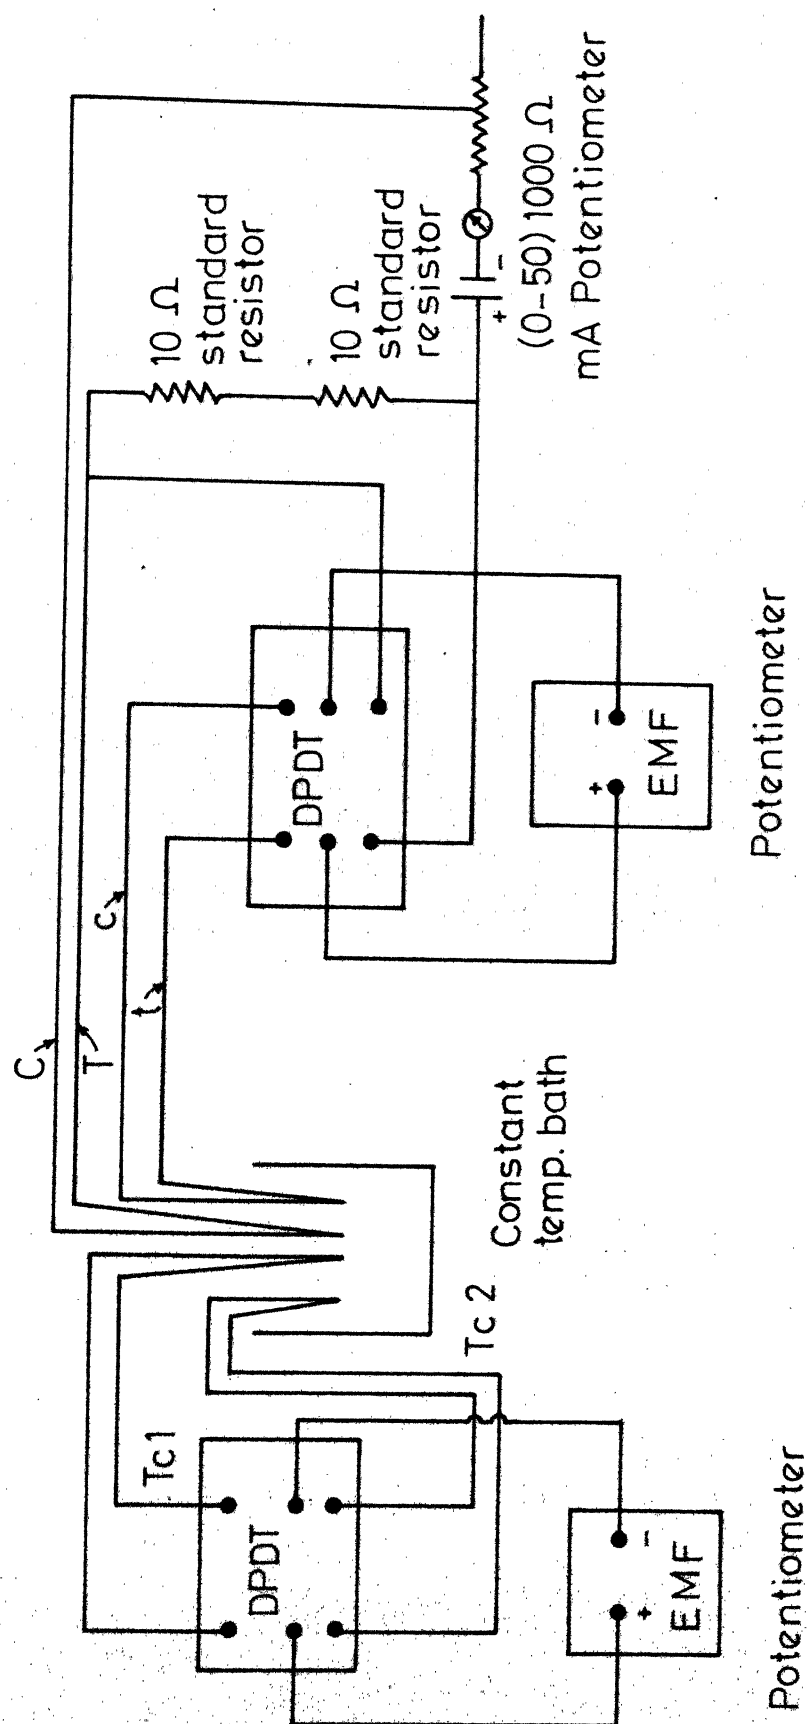 C
T
c
t
10 Ω
standard
resistor
10 Ω
standard
resistor
+ −
(0-50) 1000 Ω
mA Potentiometer
DPDT
+ −
EMF
Potentiometer
Constant
temp. bath
Tc 1
Tc 2
DPDT
+ −
EMF
Potentiometer